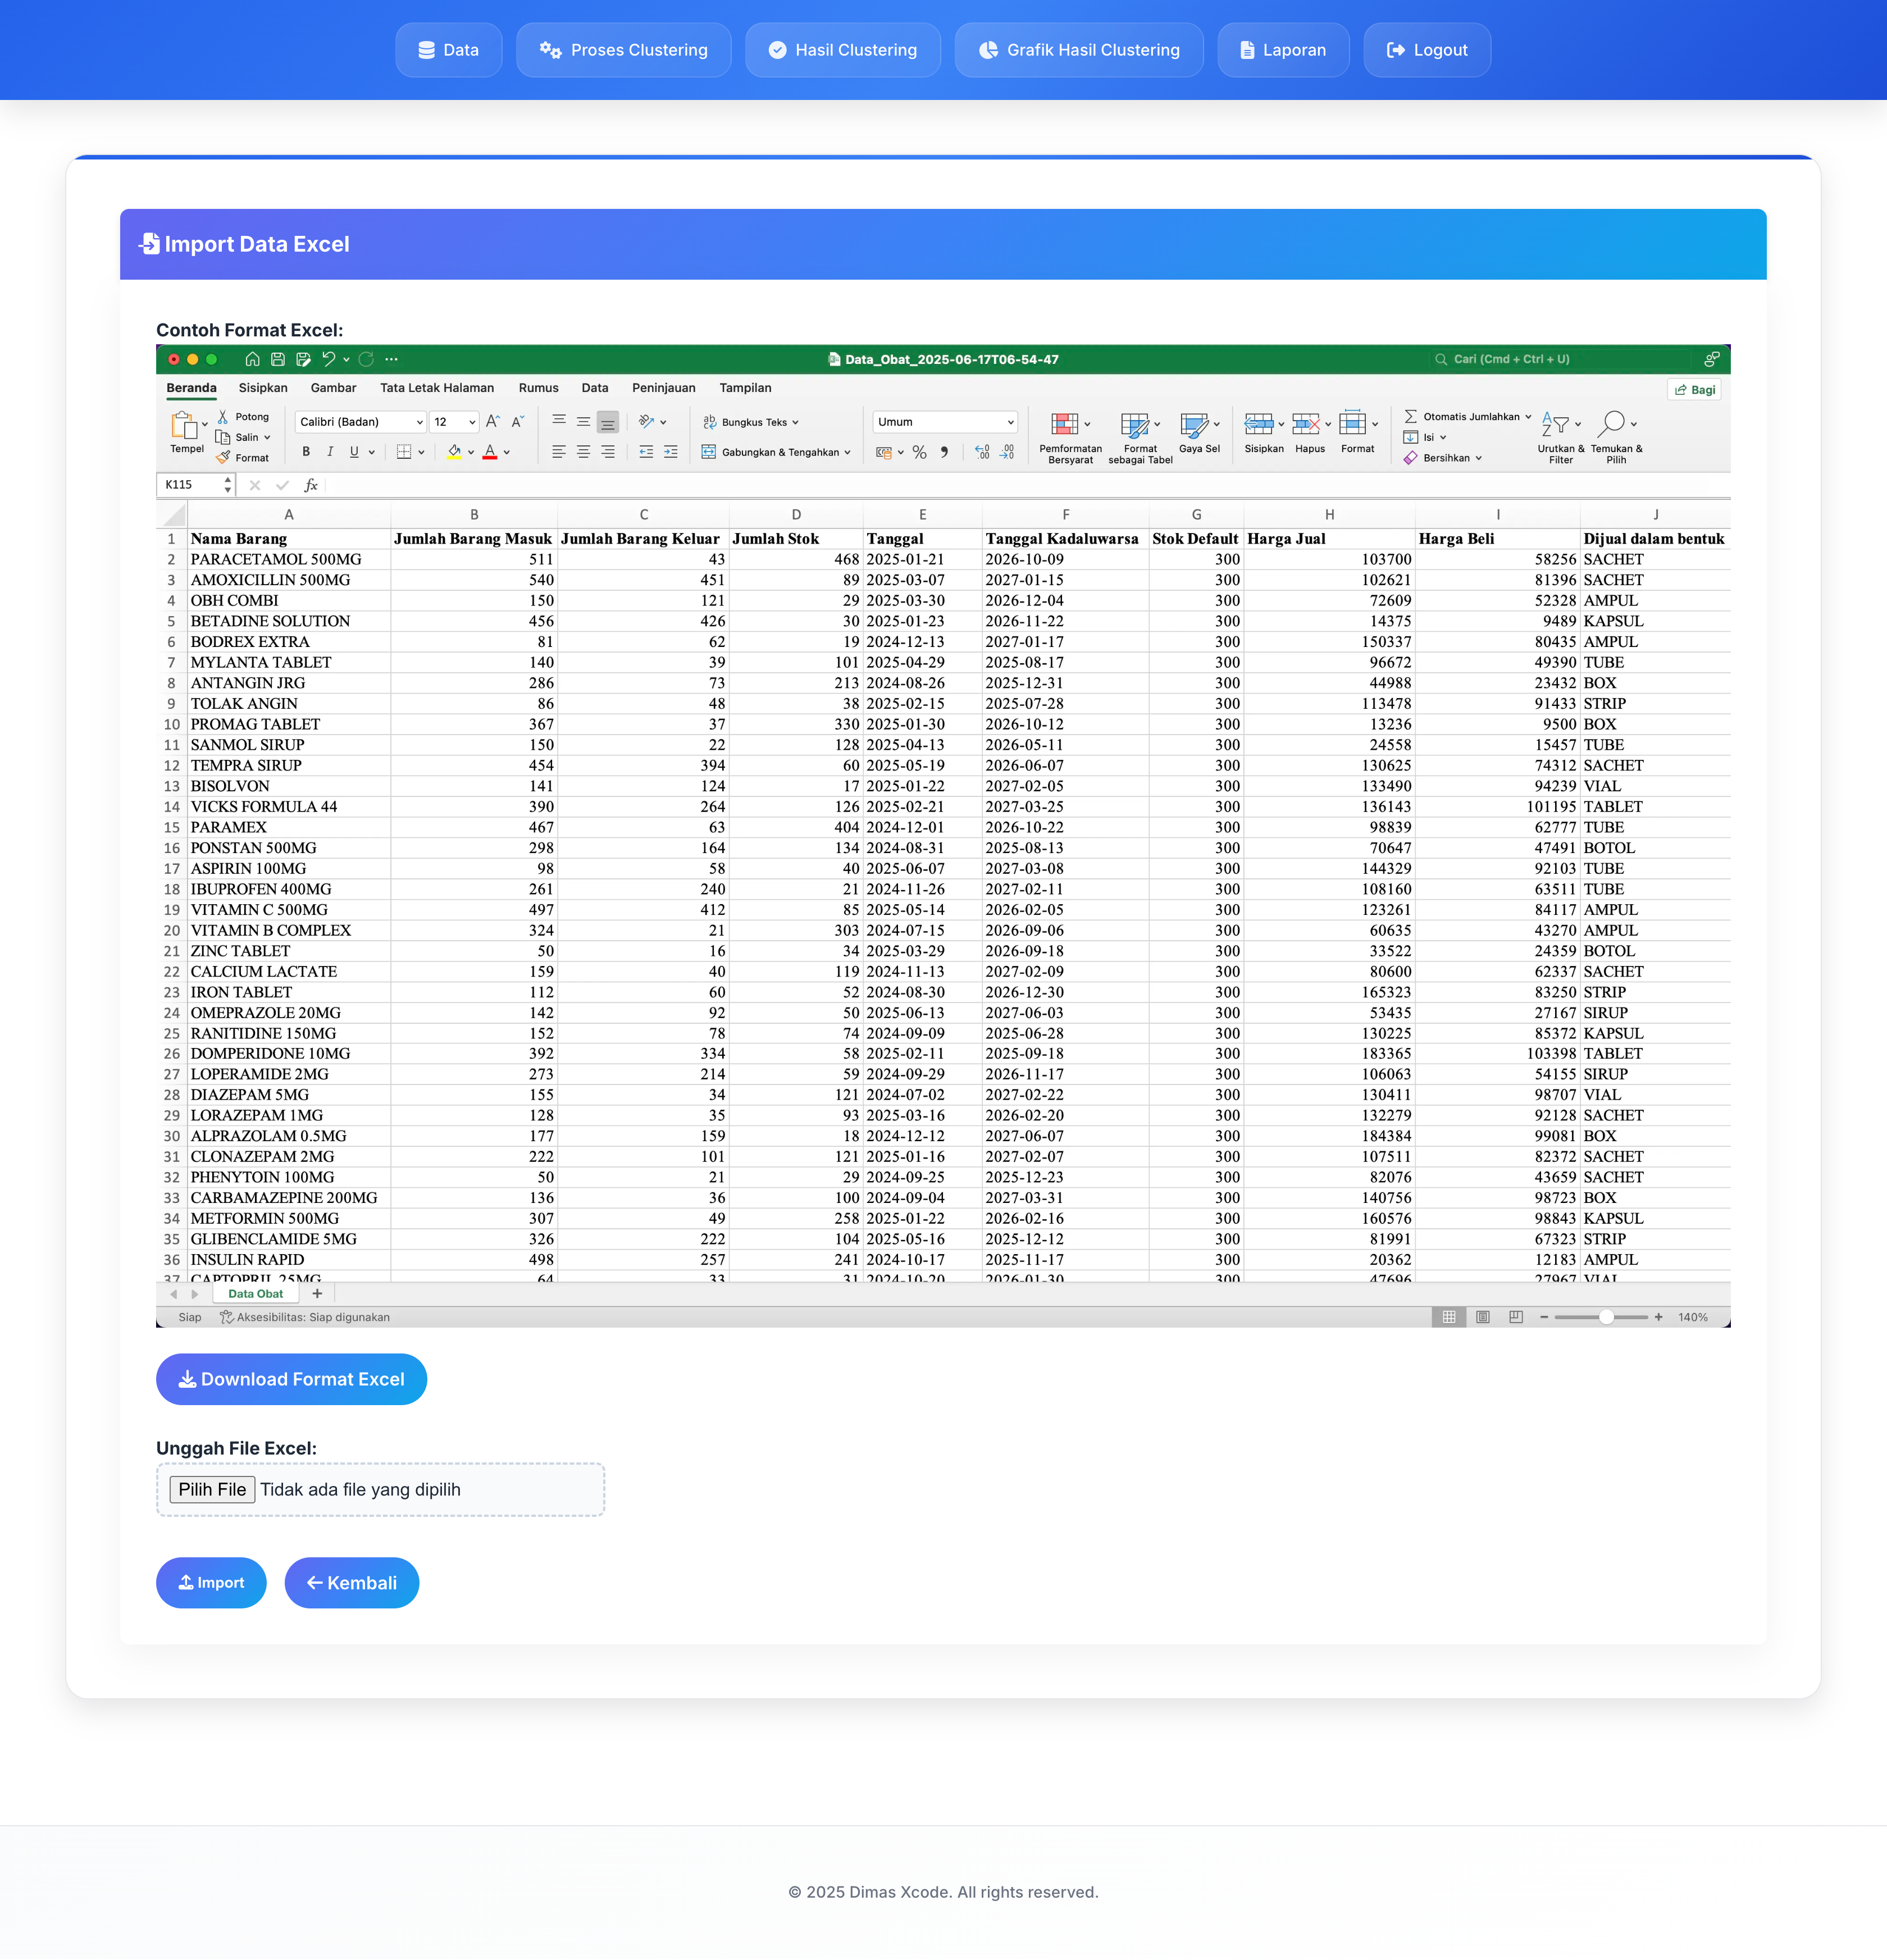 Data Proses Clustering Hasil Clustering Grafik Hasil Clustering Laporan Logout
Import Data Excel
Contoh Format Excel:
Data_Obat_2025-06-17T06-54-47 Cari (Cmd + Ctrl + U)
Beranda Sisipkan Gambar Tata Letak Halaman Rumus Data Peninjauan Tampilan Bagi
Tempel Potong Salin Format
Calibri (Badan) 12
B I U
Bungkus Teks
Gabungkan & Tengahkan
Umum
Pemformatan Bersyarat Format sebagai Tabel Gaya Sel Sisipkan Hapus Format
Otomatis Jumlahkan
Isi
Bersihkan
Urutkan & Filter Temukan & Pilih
K115 fx
A B C D E F G H I J
1 Nama Barang Jumlah Barang Masuk Jumlah Barang Keluar Jumlah Stok Tanggal Tanggal Kadaluwarsa Stok Default Harga Jual Harga Beli Dijual dalam bentuk
2 PARACETAMOL 500MG 511 43 468 2025-01-21 2026-10-09 300 103700 58256 SACHET
3 AMOXICILLIN 500MG 540 451 89 2025-03-07 2027-01-15 300 102621 81396 SACHET
4 OBH COMBI 150 121 29 2025-03-30 2026-12-04 300 72609 52328 AMPUL
5 BETADINE SOLUTION 456 426 30 2025-01-23 2026-11-22 300 14375 9489 KAPSUL
6 BODREX EXTRA 81 62 19 2024-12-13 2027-01-17 300 150337 80435 AMPUL
7 MYLANTA TABLET 140 39 101 2025-04-29 2025-08-17 300 96672 49390 TUBE
8 ANTANGIN JRG 286 73 213 2024-08-26 2025-12-31 300 44988 23432 BOX
9 TOLAK ANGIN 86 48 38 2025-02-15 2025-07-28 300 113478 91433 STRIP
10 PROMAG TABLET 367 37 330 2025-01-30 2026-10-12 300 13236 9500 BOX
11 SANMOL SIRUP 150 22 128 2025-04-13 2026-05-11 300 24558 15457 TUBE
12 TEMPRA SIRUP 454 394 60 2025-05-19 2026-06-07 300 130625 74312 SACHET
13 BISOLVON 141 124 17 2025-01-22 2027-02-05 300 133490 94239 VIAL
14 VICKS FORMULA 44 390 264 126 2025-02-21 2027-03-25 300 136143 101195 TABLET
15 PARAMEX 467 63 404 2024-12-01 2026-10-22 300 98839 62777 TUBE
16 PONSTAN 500MG 298 164 134 2024-08-31 2025-08-13 300 70647 47491 BOTOL
17 ASPIRIN 100MG 98 58 40 2025-06-07 2027-03-08 300 144329 92103 TUBE
18 IBUPROFEN 400MG 261 240 21 2024-11-26 2027-02-11 300 108160 63511 TUBE
19 VITAMIN C 500MG 497 412 85 2025-05-14 2026-02-05 300 123261 84117 AMPUL
20 VITAMIN B COMPLEX 324 21 303 2024-07-15 2026-09-06 300 60635 43270 AMPUL
21 ZINC TABLET 50 16 34 2025-03-29 2026-09-18 300 33522 24359 BOTOL
22 CALCIUM LACTATE 159 40 119 2024-11-13 2027-02-09 300 80600 62337 SACHET
23 IRON TABLET 112 60 52 2024-08-30 2026-12-30 300 165323 83250 STRIP
24 OMEPRAZOLE 20MG 142 92 50 2025-06-13 2027-06-03 300 53435 27167 SIRUP
25 RANITIDINE 150MG 152 78 74 2024-09-09 2025-06-28 300 130225 85372 KAPSUL
26 DOMPERIDONE 10MG 392 334 58 2025-02-11 2025-09-18 300 183365 103398 TABLET
27 LOPERAMIDE 2MG 273 214 59 2024-09-29 2026-11-17 300 106063 54155 SIRUP
28 DIAZEPAM 5MG 155 34 121 2024-07-02 2027-02-22 300 130411 98707 VIAL
29 LORAZEPAM 1MG 128 35 93 2025-03-16 2026-02-20 300 132279 92128 SACHET
30 ALPRAZOLAM 0.5MG 177 159 18 2024-12-12 2027-06-07 300 184384 99081 BOX
31 CLONAZEPAM 2MG 222 101 121 2025-01-16 2027-02-07 300 107511 82372 SACHET
32 PHENYTOIN 100MG 50 21 29 2024-09-25 2025-12-23 300 82076 43659 SACHET
33 CARBAMAZEPINE 200MG 136 36 100 2024-09-04 2027-03-31 300 140756 98723 BOX
34 METFORMIN 500MG 307 49 258 2025-01-22 2026-02-16 300 160576 98843 KAPSUL
35 GLIBENCLAMIDE 5MG 326 222 104 2025-05-16 2025-12-12 300 81991 67323 STRIP
36 INSULIN RAPID 498 257 241 2024-10-17 2025-11-17 300 20362 12183 AMPUL
37 CAPTOPRIL 25MG 64 33 31 2024-10-20 2026-01-30 300 47696 27967 VIAL
Data Obat +
Siap Aksesibilitas: Siap digunakan 140%
Download Format Excel
Unggah File Excel:
Pilih File Tidak ada file yang dipilih
Import Kembali
© 2025 Dimas Xcode. All rights reserved.